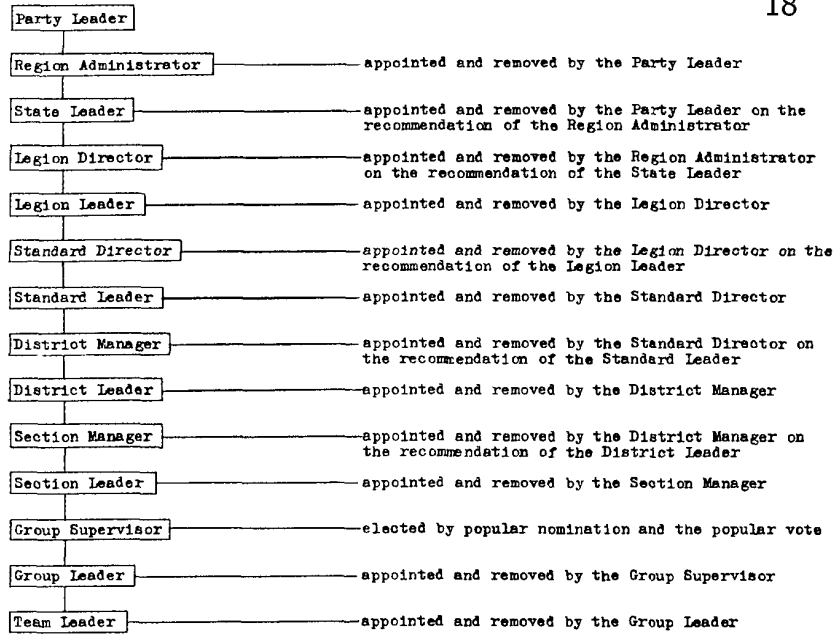 18
Party Leader
Region Administrator appointed and removed by the Party Leader
State Leader appointed and removed by the Party Leader on the
recommendation of the Region Administrator
Legion Director appointed and removed by the Region Administrator
on the recommendation of the State Leader
Legion Leader appointed and removed by the Legion Director
Standard Director appointed and removed by the Legion Director on the
recommendation of the Legion Leader
Standard Leader appointed and removed by the Standard Director
District Manager appointed and removed by the Standard Director on
the recommendation of the Standard Leader
District Leader appointed and removed by the District Manager
Section Manager appointed and removed by the District Manager on
the recommendation of the District Leader
Section Leader appointed and removed by the Section Manager
Group Supervisor elected by popular nomination and the popular vote
Group Leader appointed and removed by the Group Supervisor
Team Leader appointed and removed by the Group Leader